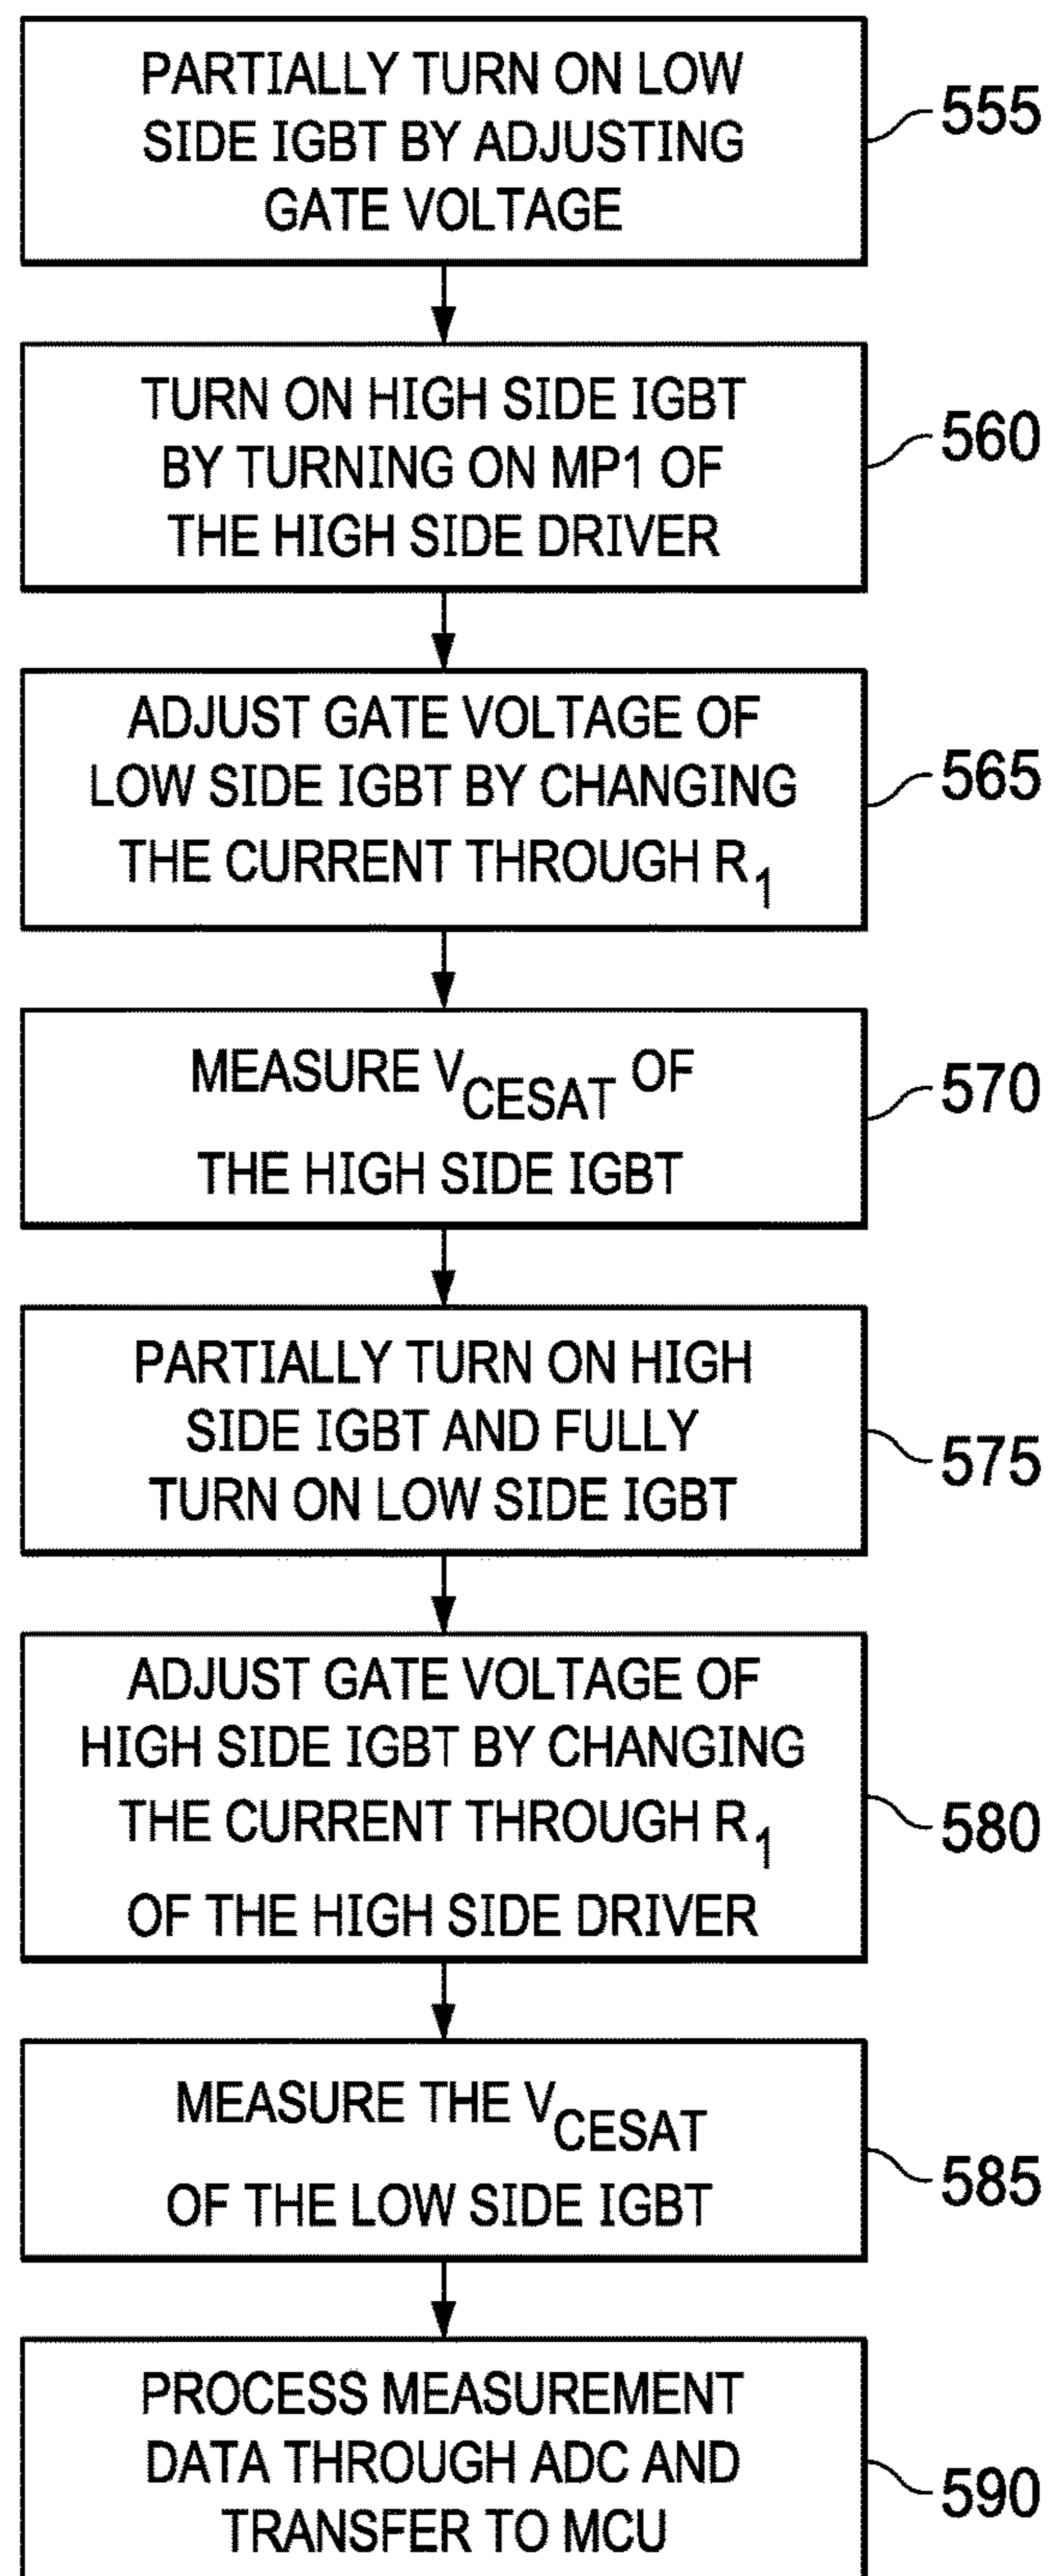 PARTIALLY TURN ON LOW
SIDE IGBT BY ADJUSTING
GATE VOLTAGE
555
TURN ON HIGH SIDE IGBT
BY TURNING ON MP1 OF
THE HIGH SIDE DRIVER
560
ADJUST GATE VOLTAGE OF
LOW SIDE IGBT BY CHANGING
THE CURRENT THROUGH R1
565
MEASURE VCESAT OF
THE HIGH SIDE IGBT
570
PARTIALLY TURN ON HIGH
SIDE IGBT AND FULLY
TURN ON LOW SIDE IGBT
575
ADJUST GATE VOLTAGE OF
HIGH SIDE IGBT BY CHANGING
THE CURRENT THROUGH R1
OF THE HIGH SIDE DRIVER
580
MEASURE THE VCESAT
OF THE LOW SIDE IGBT
585
PROCESS MEASUREMENT
DATA THROUGH ADC AND
TRANSFER TO MCU
590